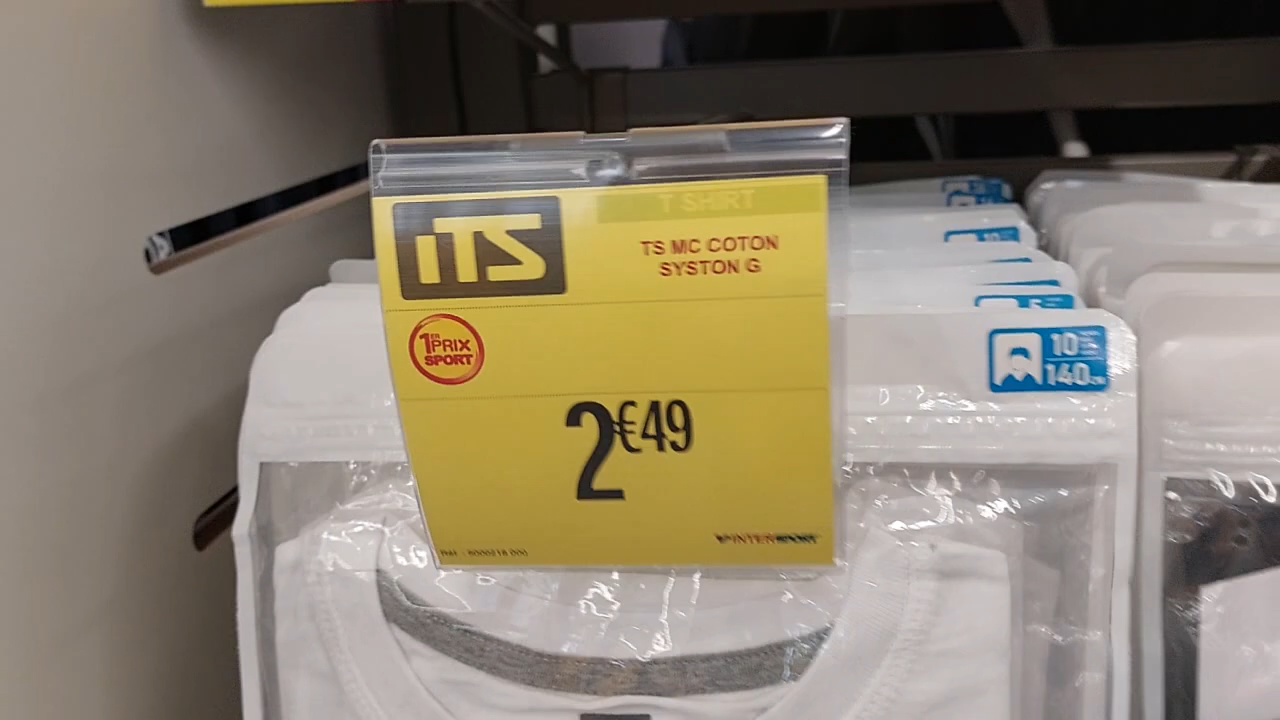 ITS
T SHIRT
TS MC COTON
SYSTON G
1ER
PRIX
SPORT
2€49
INTERSPORT
10
140